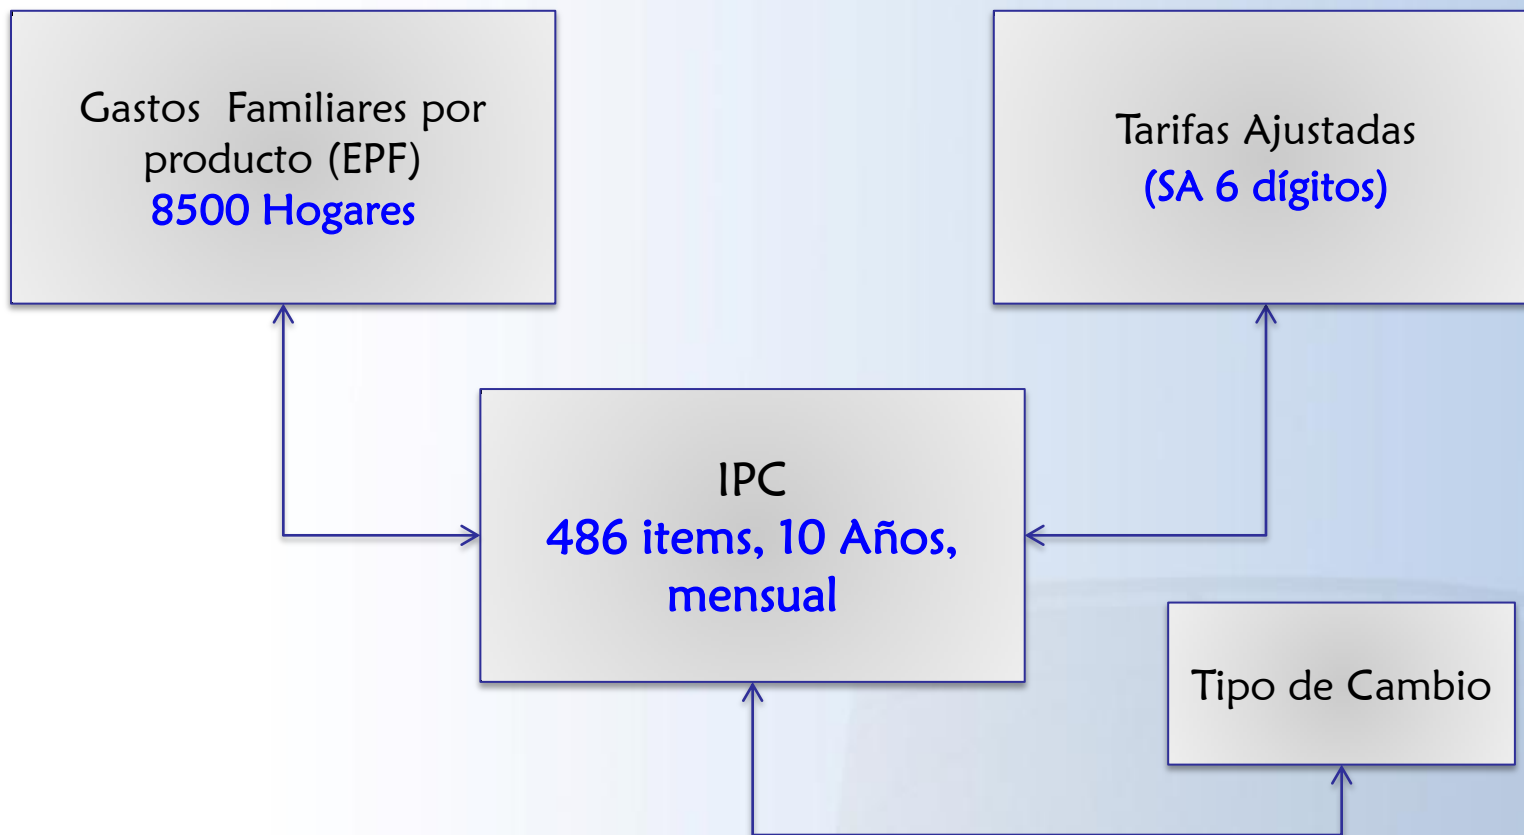 Gastos Familiares por
producto (EPF)
8500 Hogares
Tarifas Ajustadas
(SA 6 dígitos)
IPC
486 items, 10 Años,
mensual
Tipo de Cambio